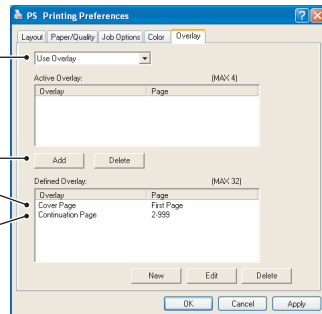 PS Printing Preferences
Layout Paper/Quality Job Options Color Overlay
Use Overlay
Active Overlay: (MAX 4)
Overlay Page
Add Delete
Defined Overlay: (MAX 32)
Overlay Page
Cover Page First Page
Continuation Page 2-999
New Edit Delete
OK Cancel Apply